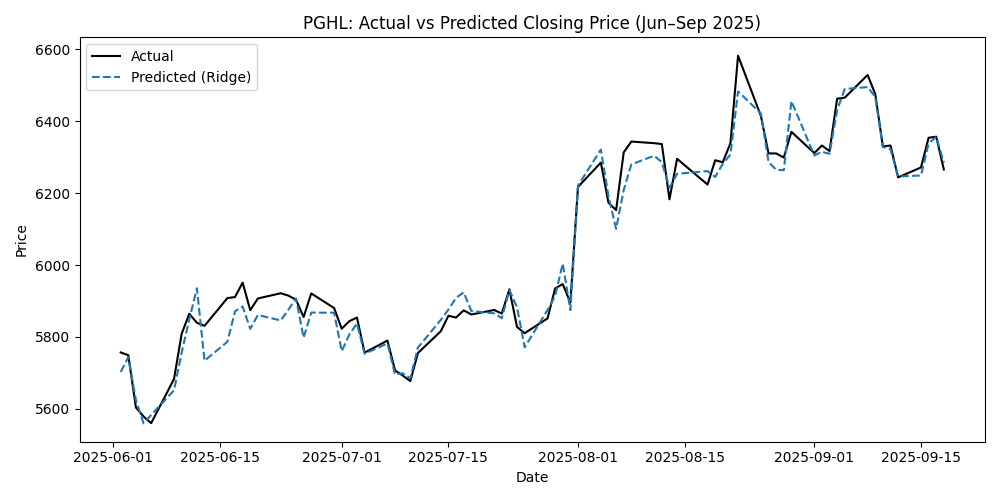 PGHL: Actual vs Predicted Closing Price (Jun–Sep 2025)
Actual
Predicted (Ridge)
Price
6600
6400
6200
6000
5800
5600
2025-06-01 2025-06-15 2025-07-01 2025-07-15 2025-08-01 2025-08-15 2025-09-01 2025-09-15
Date